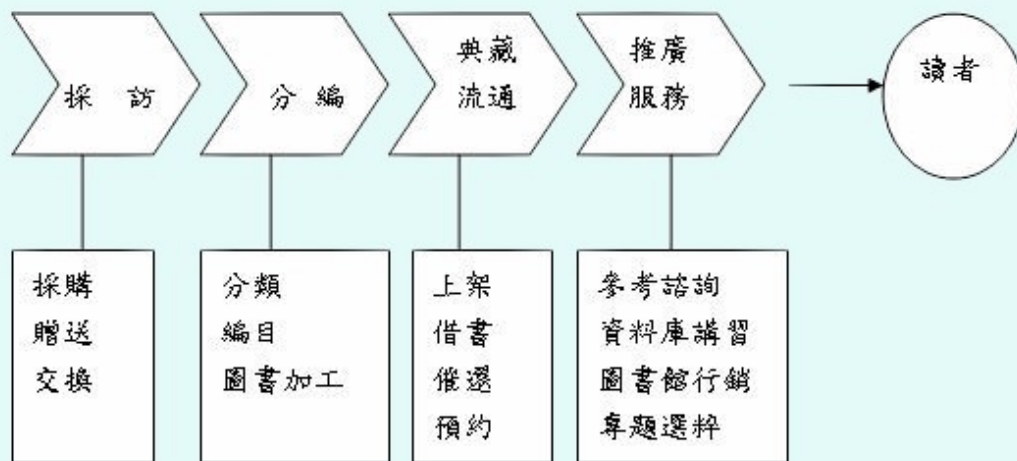 採 訪
分 編
典藏
流通
推廣
服務
讀者
採購
贈送
交換
分類
編目
圖書加工
上架
借書
催還
預約
參考諮詢
資料庫講習
圖書館行銷
專題選粹